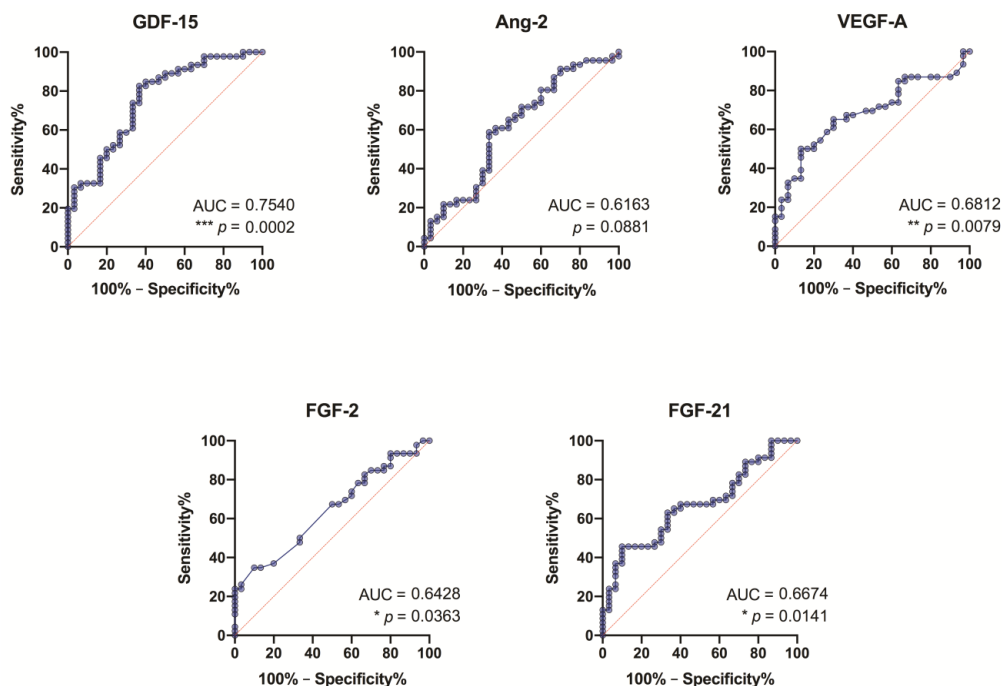 GDF-15
Sensitivity%
100
80
60
40
20
0
AUC = 0.7540
*** p = 0.0002
0 20 40 60 80 100
100% – Specificity%
Ang-2
Sensitivity%
100
80
60
40
20
0
AUC = 0.6163
p = 0.0881
0 20 40 60 80 100
100% – Specificity%
VEGF-A
Sensitivity%
100
80
60
40
20
0
AUC = 0.6812
** p = 0.0079
0 20 40 60 80 100
100% – Specificity%
FGF-2
Sensitivity%
100
80
60
40
20
0
AUC = 0.6428
* p = 0.0363
0 20 40 60 80 100
100% – Specificity%
FGF-21
Sensitivity%
100
80
60
40
20
0
AUC = 0.6674
* p = 0.0141
0 20 40 60 80 100
100% – Specificity%